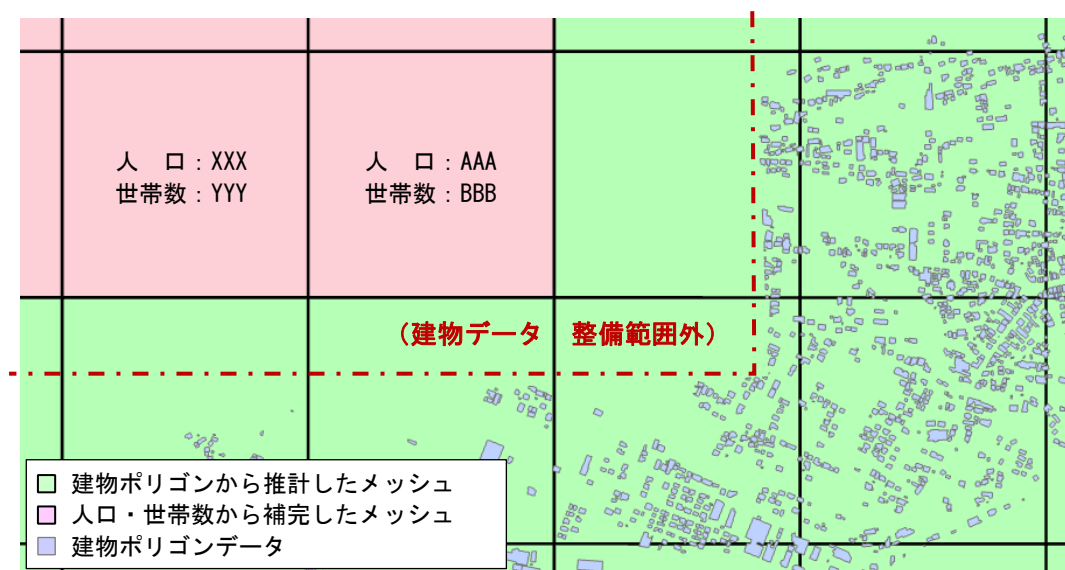 人　口：XXX
世帯数：YYY
人　口：AAA
世帯数：BBB
（建物データ　整備範囲外）
建物ポリゴンから推計したメッシュ
人口・世帯数から補完したメッシュ
建物ポリゴンデータ